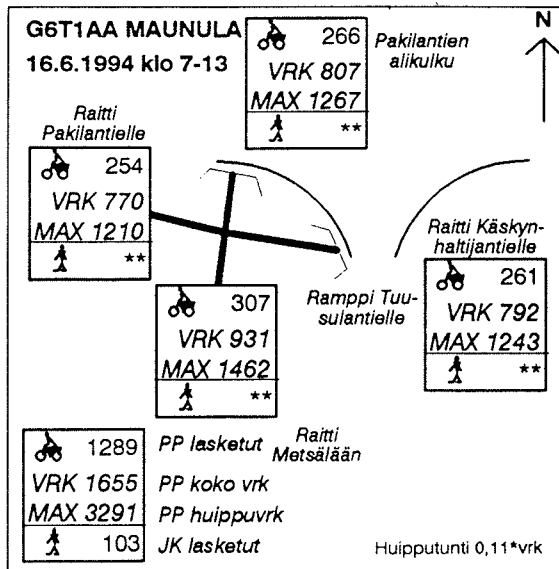 G6T1AA MAUNULA
16.6.1994 klo 7-13
N
266
VRK 807
MAX 1267
**
Pakilantien
alikulku
Raitti
Pakilantielle
254
VRK 770
MAX 1210
**
Raitti Käskyn-
haltijantielle
261
VRK 792
MAX 1243
**
Ramppi Tuu-
sulantielle
307
VRK 931
MAX 1462
**
Raitti
Metsälään
1289 PP lasketut
VRK 1655 PP koko vrk
MAX 3291 PP huippuvrk
103 JK lasketut
Huipputunti 0,11*vrk